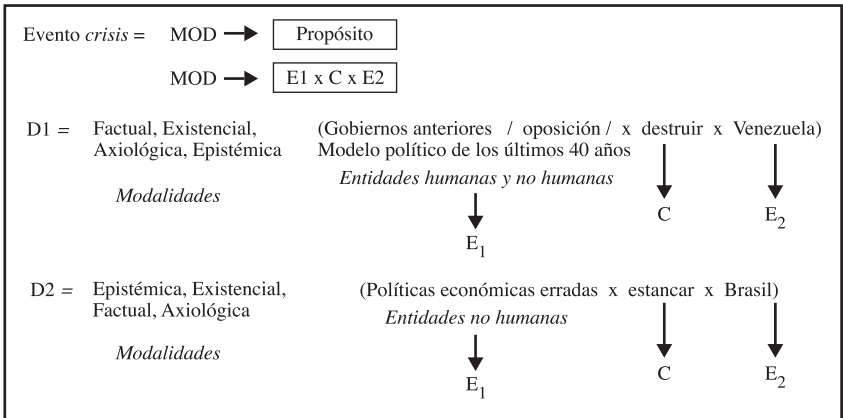 Evento crisis = MOD Propósito
MOD E1 x C x E2
D1 = Factual, Existencial, (Gobiernos anteriores / oposición / x destruir x Venezuela)
Axiológica, Epistémica Modelo político de los últimos 40 años
Entidades humanas y no humanas
Modalidades
C E2
E1
D2 = Epistémica, Existencial, (Políticas económicas erradas x estancar x Brasil)
Factual, Axiológica
Entidades no humanas
Modalidades
C E2
E1